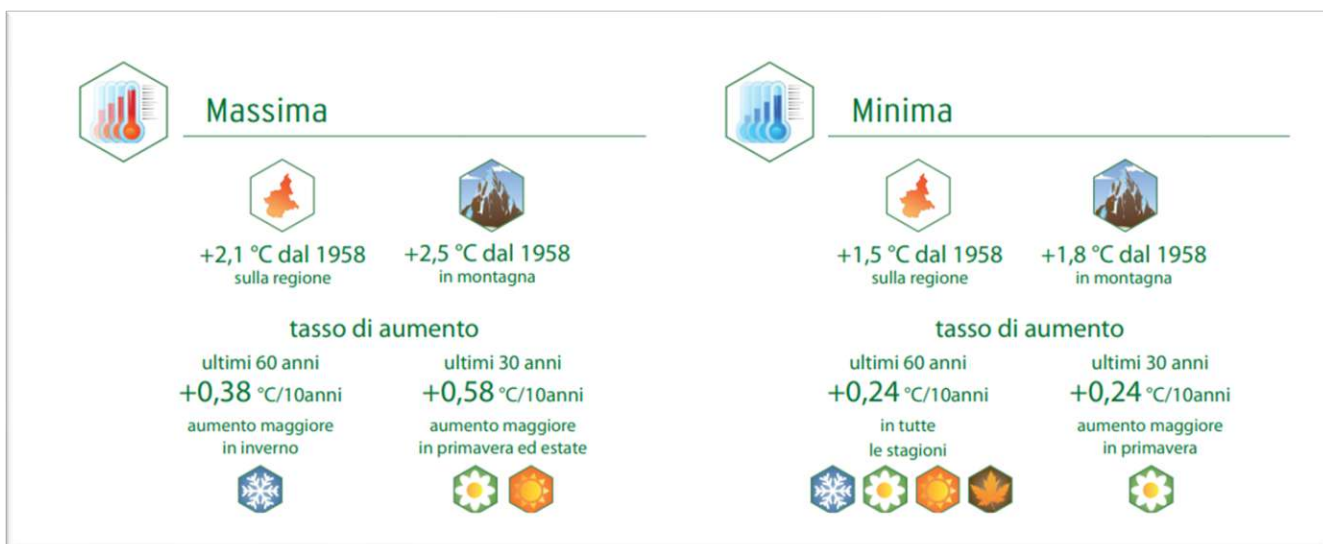 Massima
+2,1 °C dal 1958
sulla regione
+2,5 °C dal 1958
in montagna
tasso di aumento
ultimi 60 anni
+0,38 °C/10anni
aumento maggiore
in inverno
ultimi 30 anni
+0,58 °C/10anni
aumento maggiore
in primavera ed estate
Minima
+1,5 °C dal 1958
sulla regione
+1,8 °C dal 1958
in montagna
tasso di aumento
ultimi 60 anni
+0,24 °C/10anni
in tutte
le stagioni
ultimi 30 anni
+0,24 °C/10anni
aumento maggiore
in primavera